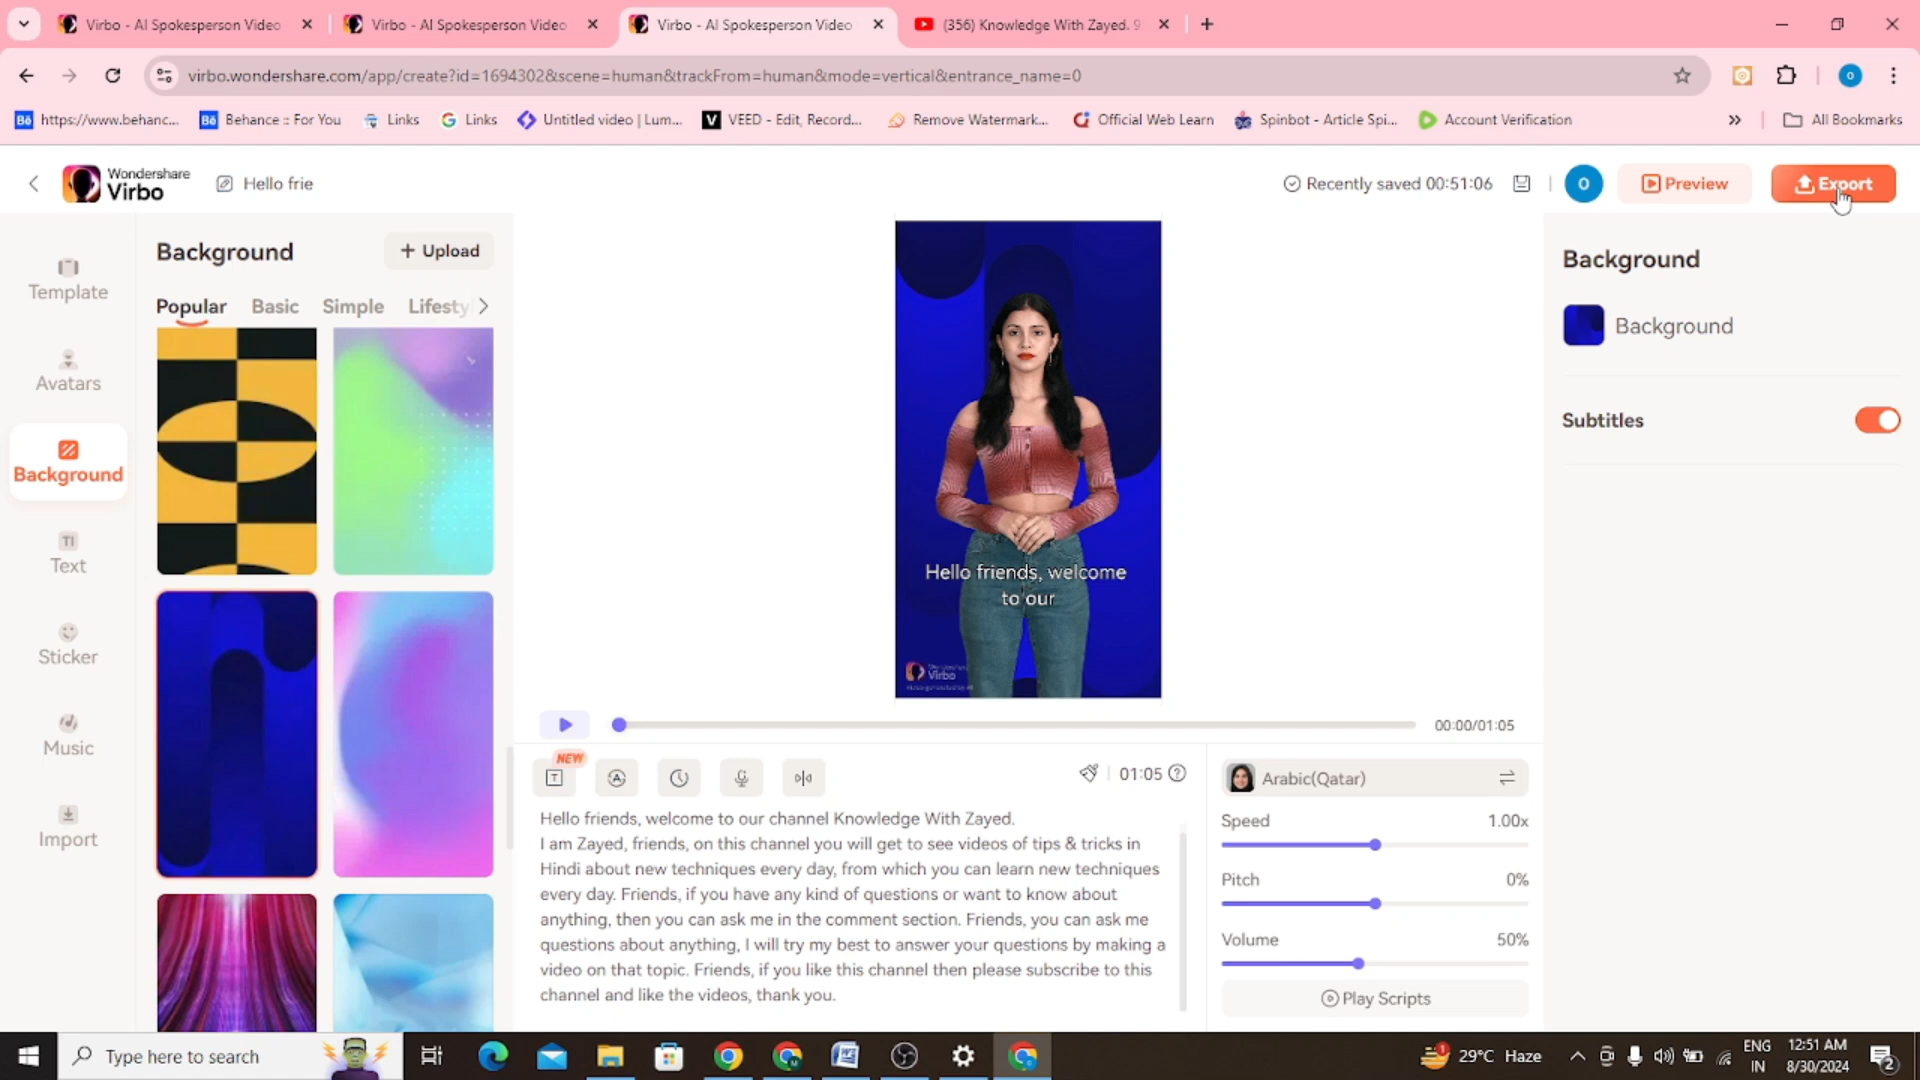 Virbo - AI Spokesperson Video
Virbo - AI Spokesperson Video
Virbo - AI Spokesperson Video
(356) Knowledge With Zayed. 9
virbo.wondershare.com/app/create?id=1694302&scene=human&trackFrom=human&mode=vertical&entrance_name=0
O
Bē https://www.behanc...
Bē Behance :: For You
Links
Links
Untitled video | Lum...
V VEED - Edit, Record...
Remove Watermark...
Official Web Learn
Spinbot - Article Spi...
Account Verification
»
All Bookmarks
Wondershare
Virbo
Hello frie
Recently saved 00:51:06
O
Preview
Export
Template
Avatars
Background
Text
Sticker
Music
Import
Background
+ Upload
Popular
Basic
Simple
Lifesty
Hello friends, welcome
to our
Wondershare
Virbo
00:00/01:05
NEW
01:05
Hello friends, welcome to our channel Knowledge With Zayed.
I am Zayed, friends, on this channel you will get to see videos of tips & tricks in
Hindi about new techniques every day, from which you can learn new techniques
every day. Friends, if you have any kind of questions or want to know about
anything, then you can ask me in the comment section. Friends, you can ask me
questions about anything, I will try my best to answer your questions by making a
video on that topic. Friends, if you like this channel then please subscribe to this
channel and like the videos, thank you.
Background
Background
Subtitles
Arabic(Qatar)
Speed
1.00x
Pitch
0%
Volume
50%
Play Scripts
Type here to search
29°C Haze
ENG
IN
12:51 AM
8/30/2024
2